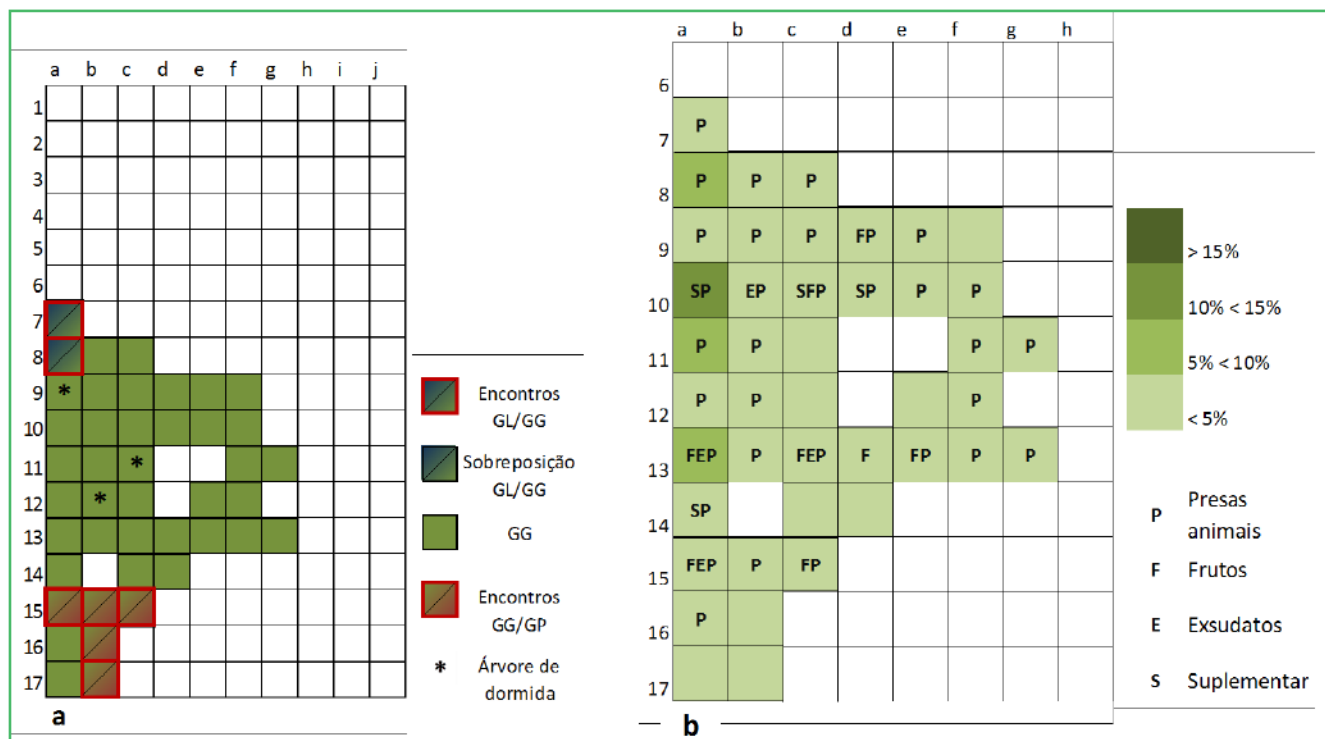 a b c d e f g h i j
1
2
3
4
5
6
7
8
9 *
10
11 *
12 *
13
14
15
16
17
a
Encontros
GL/GG
Sobreposição
GL/GG
GG
Encontros
GG/GP
* Árvore de
dormida
a b c d e f g h
6
7 P
8 P P P
9 P P P FP P
10 SP EP SFP SP P P
11 P P P P
12 P P P
13 FEP P FEP F FP P P
14 SP
15 FEP P FP
16 P
17
b
> 15%
10% < 15%
5% < 10%
< 5%
P Presas
animais
F Frutos
E Exsudatos
S Suplementar